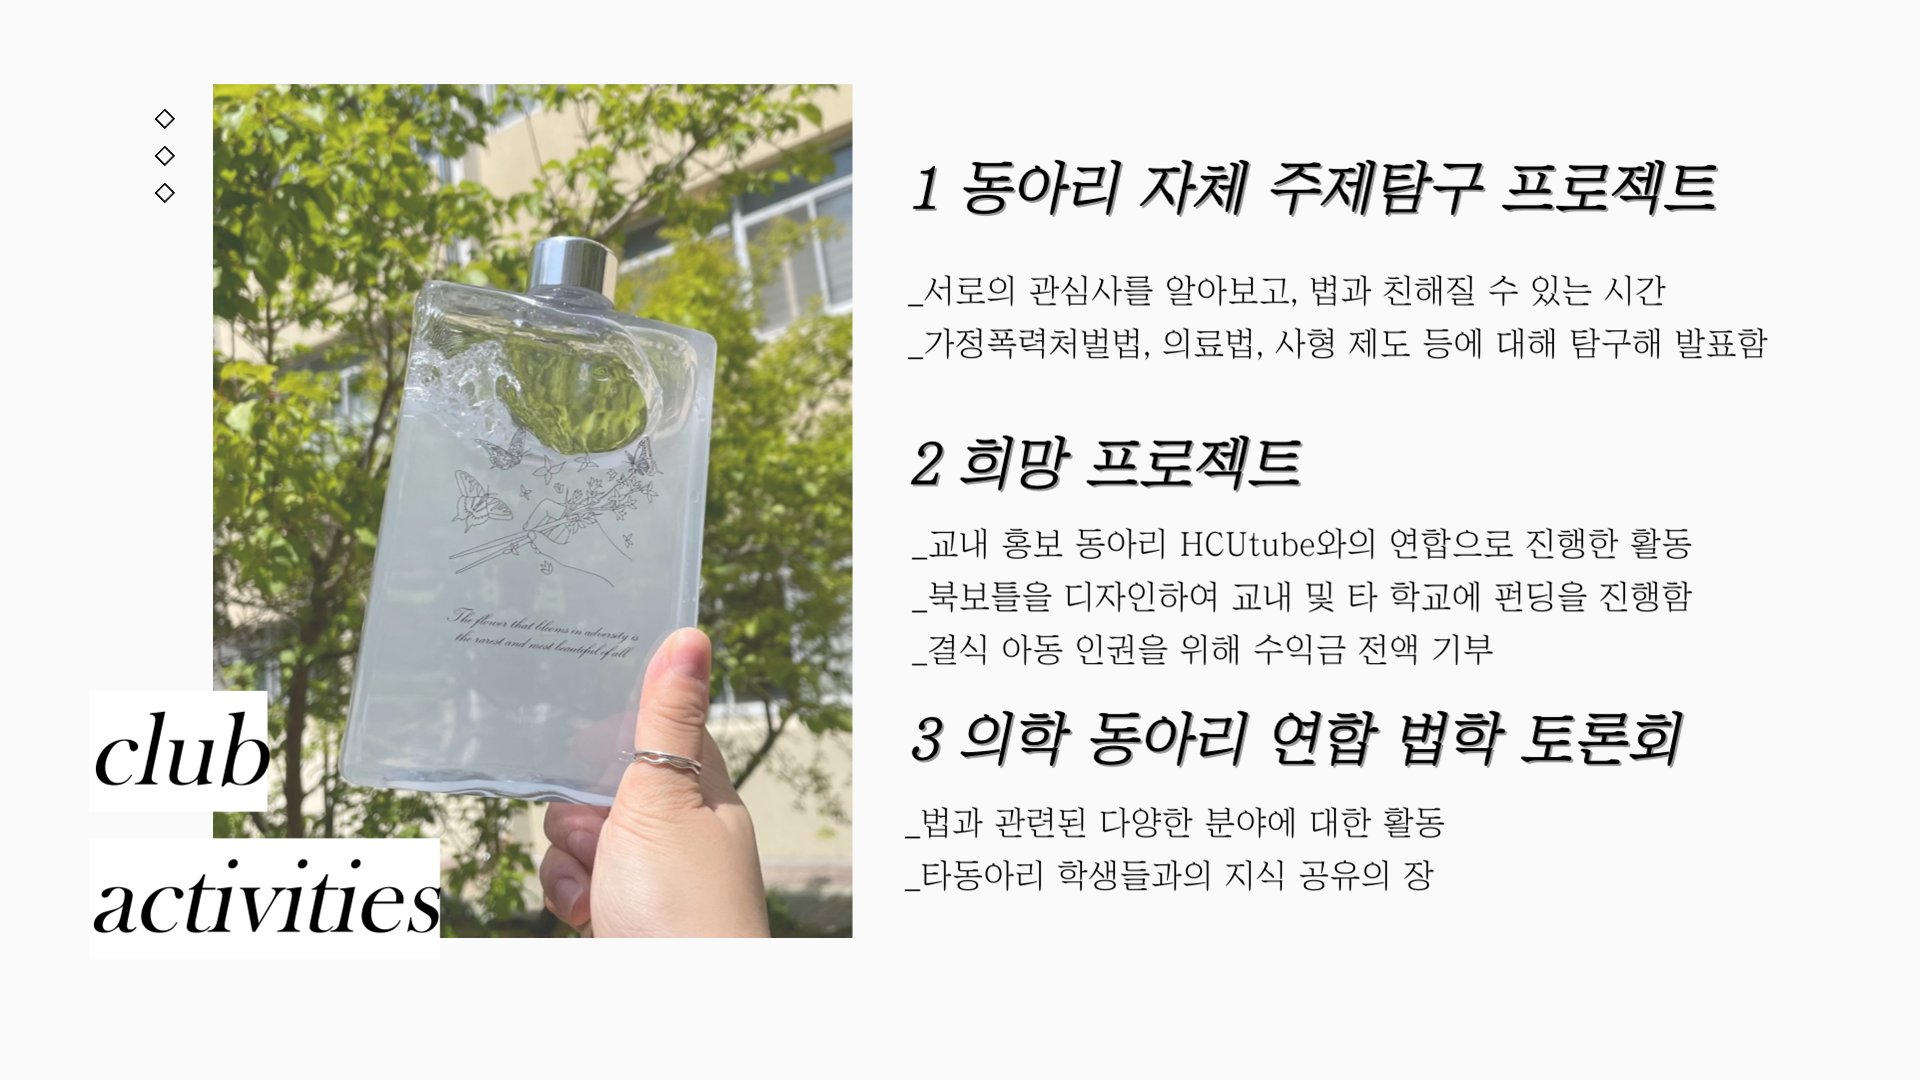 1 동아리 자체 주제탐구 프로젝트
_서로의 관심사를 알아보고, 법과 친해질 수 있는 시간
_가정폭력처벌법, 의료법, 사형 제도 등에 대해 탐구해 발표함
2 희망 프로젝트
_교내 홍보 동아리 HCUtube와의 연합으로 진행한 활동
_북보틀을 디자인하여 교내 및 타 학교에 펀딩을 진행함
_결식 아동 인권을 위해 수익금 전액 기부
3 의학 동아리 연합 법학 토론회
_법과 관련된 다양한 분야에 대한 활동
_타동아리 학생들과의 지식 공유의 장
The flower that blooms in adversity is
the rarest and most beautiful of all
club
activities